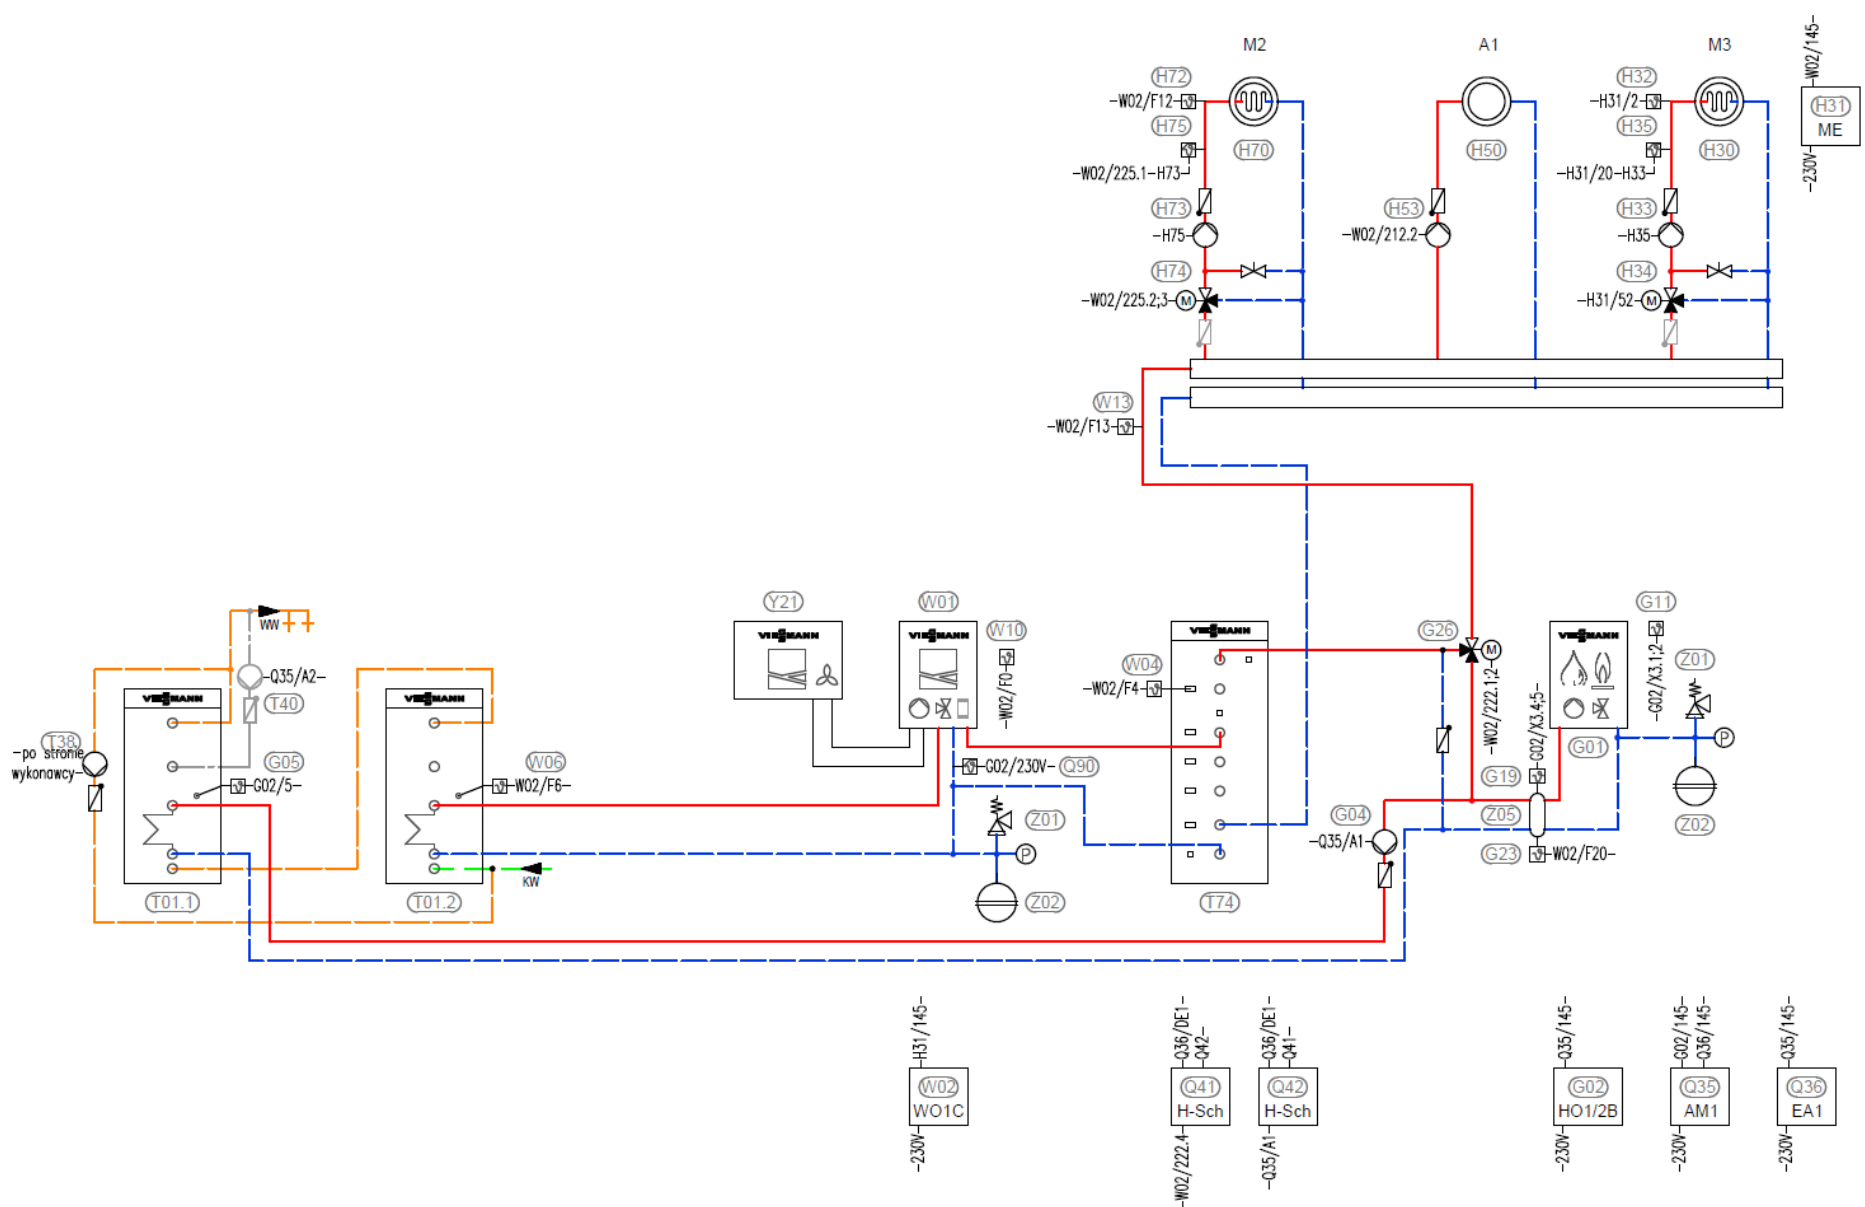 M2
A1
M3
-W02/145-
H72
H32
-W02/F12-
-H31/2-
H31
ME
-230V-
H75
H35
H70
H50
H30
-W02/225.1-H73-
-H31/20-H33-
H73
H53
H33
-H75-
-W02/212.2-
-H35-
H74
H34
-W02/225.2;3-
M
-H31/52-
M
W13
-W02/F13-
Y21
W01
G11
WW
VIESMANN
VIESMANN
W10
VIESMANN
G26
M
VIESMANN
-G02/X3.1;2-
Z01
-Q35/A2-
W04
-W02/F4-
-W02/F0-
-W02/222.1;2-
VIESMANN
VIESMANN
T40
T38
-po stronie
wykonawcy-
G05
-G02/5-
W06
-W02/F6-
-G02/230V-
Q90
-G02/X3.4;5-
G01
P
G19
Z01
G04
Z05
Z02
-Q35/A1-
P
G23
-W02/F20-
KW
T01.1
T01.2
Z02
T74
-H31/145-
-Q36/DE1-
-Q42-
-Q36/DE1-
-Q41-
-Q35/145-
-G02/145-
-Q36/145-
-Q35/145-
W02
WO1C
Q41
H-Sch
Q42
H-Sch
G02
HO1/2B
Q35
AM1
Q36
EA1
-230V-
-W02/222.4
-Q35/A1-
-230V-
-230V-
-230V-